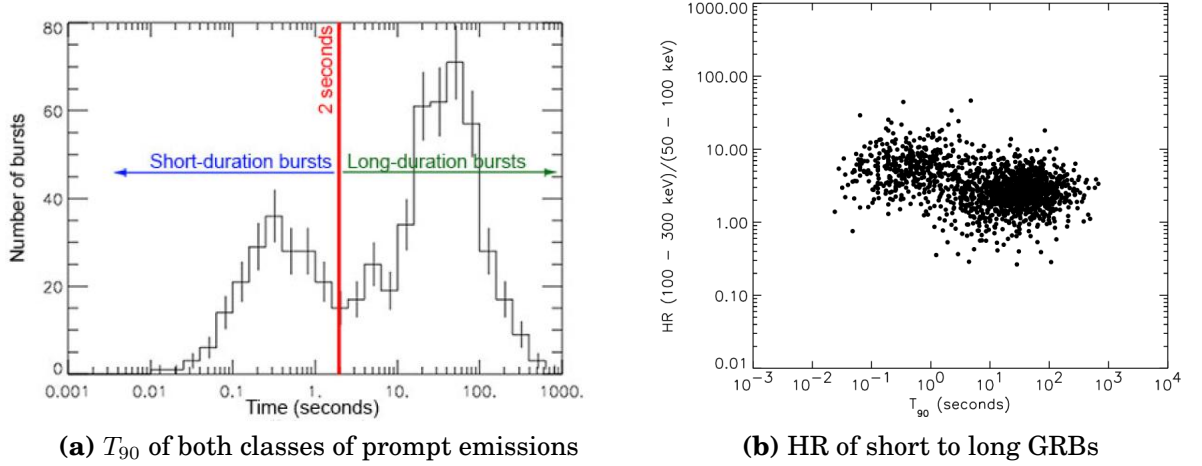 80
60
40
20
0
Number of bursts
2 seconds
Short-duration bursts
Long-duration bursts
0.001
0.01
0.1
1.
10.
100.
1000.
Time (seconds)
(a) T90 of both classes of prompt emissions
1000.00
100.00
10.00
1.00
0.10
0.01
HR (100 – 300 keV)/(50 – 100 keV)
10⁻³
10⁻²
10⁻¹
10⁰
10¹
10²
10³
10⁴
T90 (seconds)
(b) HR of short to long GRBs